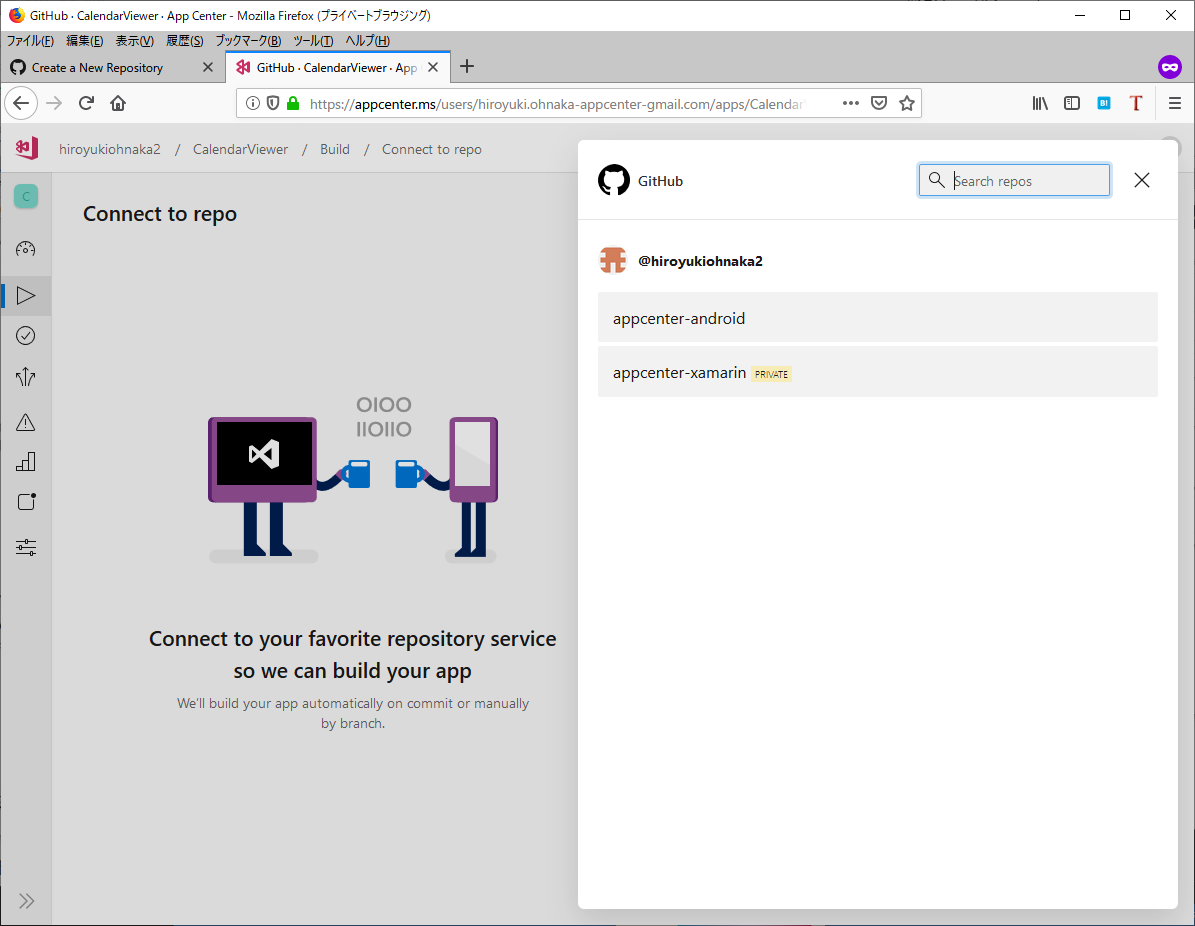 GitHub · CalendarViewer · App Center - Mozilla Firefox (プライベートブラウジング)
ファイル(F) 編集(E) 表示(V) 履歴(S) ブックマーク(B) ツール(T) ヘルプ(H)
Create a New Repository
GitHub · CalendarViewer · App
https://appcenter.ms/users/hiroyuki.ohnaka-appcenter-gmail.com/apps/Calendar
B!
T
hiroyukiohnaka2 / CalendarViewer / Build / Connect to repo
C
Connect to repo
OIOO
IIOIIO
Connect to your favorite repository service
so we can build your app
We'll build your app automatically on commit or manually
by branch.
GitHub
Search repos
@hiroyukiohnaka2
appcenter-android
appcenter-xamarin PRIVATE